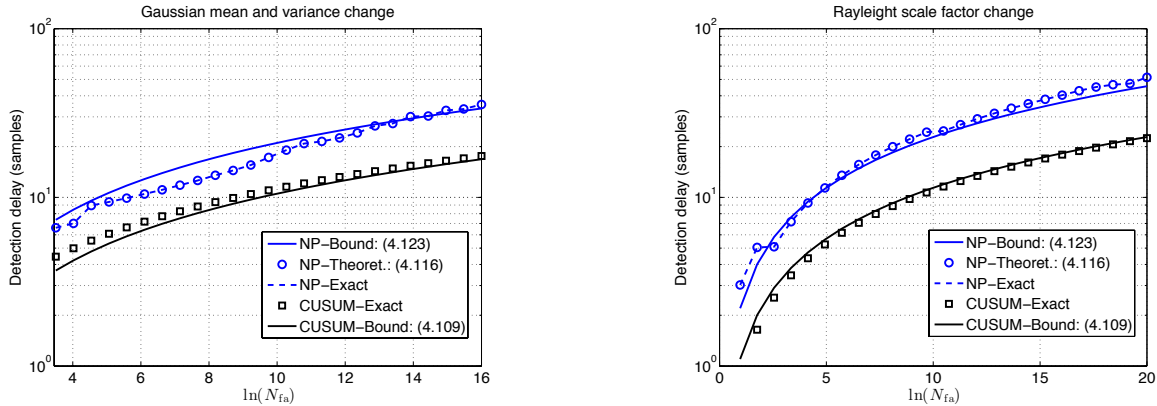 Gaussian mean and variance change
10^2
10^1
10^0
Detection delay (samples)
4 6 8 10 12 14 16
ln(N_fa)
NP−Bound: (4.123)
NP−Theoret.: (4.116)
NP−Exact
CUSUM−Exact
CUSUM−Bound: (4.109)
Rayleight scale factor change
10^2
10^1
10^0
Detection delay (samples)
0 5 10 15 20
ln(N_fa)
NP−Bound: (4.123)
NP−Theoret.: (4.116)
NP−Exact
CUSUM−Exact
CUSUM−Bound: (4.109)